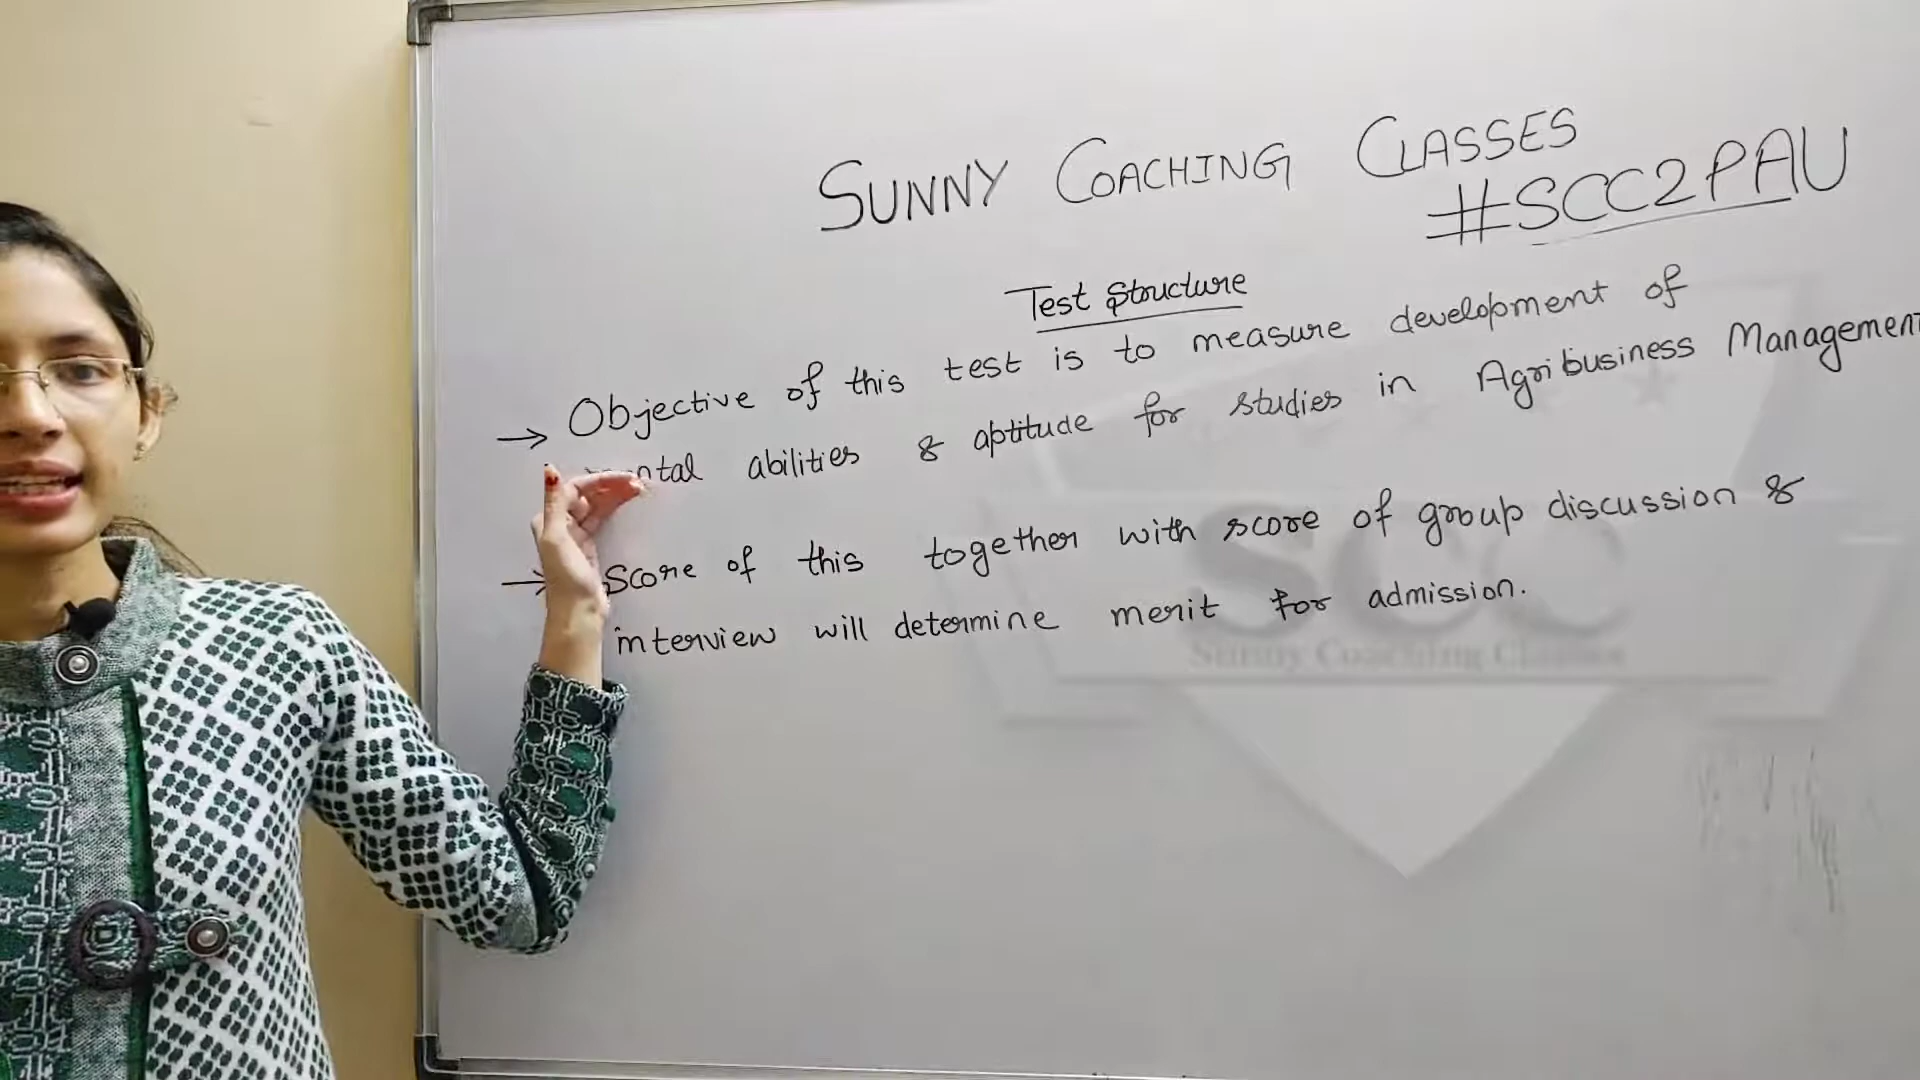 SUNNY COACHING CLASSES
#SCC2PAU
Test Structure
→ Objective of this test is to measure development of
abilities & aptitude for studies in Agribusiness Management
→ Score of this together with score of group discussion &
interview will determine merit for admission.
SCC
Sunny Coaching Classes